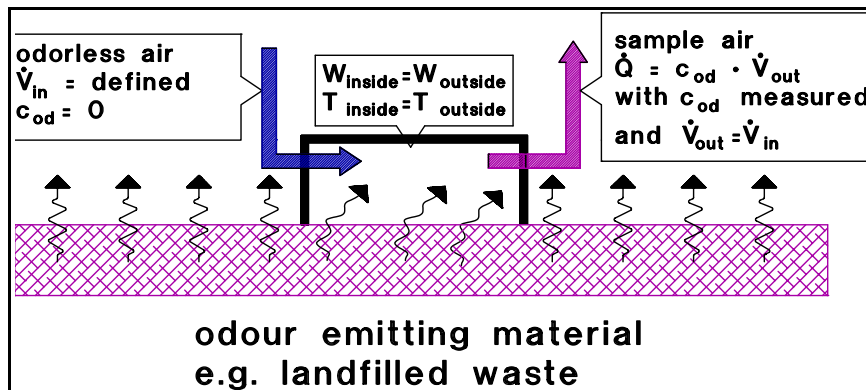 odorless air
V̇in = defined
cod = 0
Winside=Woutside
Tinside=Toutside
sample air
Q̇ = cod · V̇out
with cod measured
and V̇out=V̇in
odour emitting material
e.g. landfilled waste